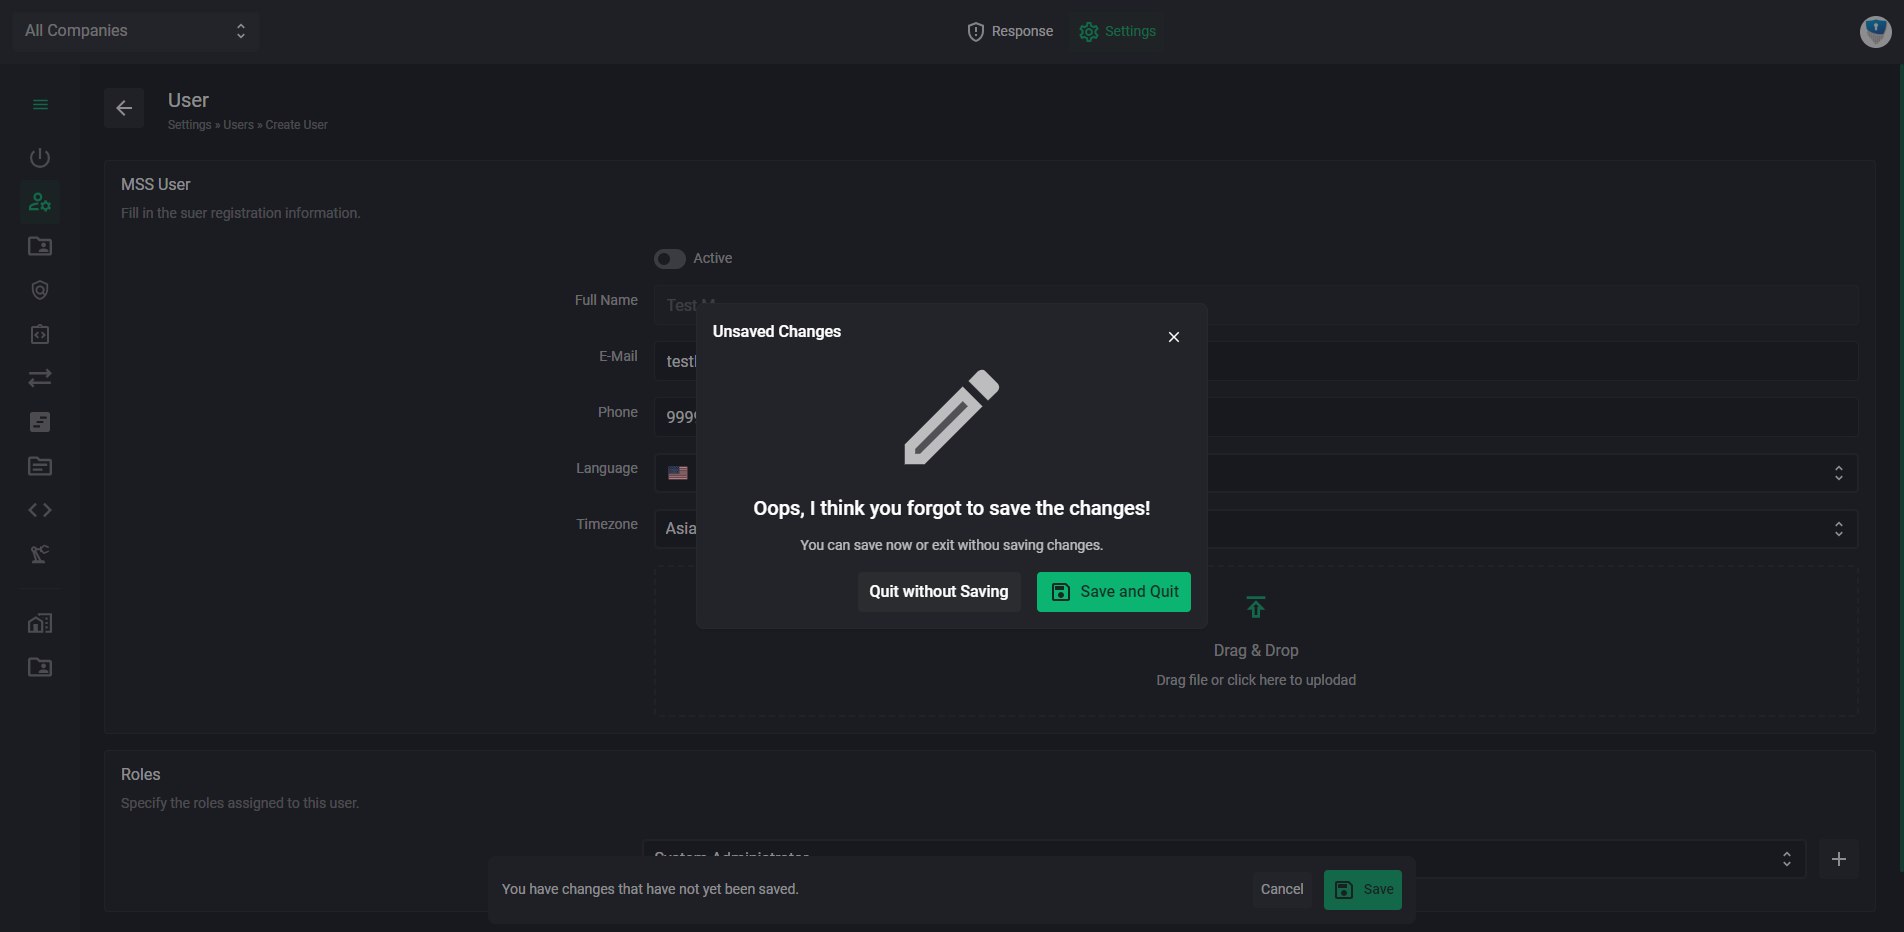 All Companies
Response
Settings
User
Settings » Users » Create User
MSS User
Fill in the suer registration information.
Active
Full Name
Test M
E-Mail
Phone
9999
Language
Timezone
Asia
Unsaved Changes
Oops, I think you forgot to save the changes!
You can save now or exit withou saving changes.
Quit without Saving
Save and Quit
Drag & Drop
Drag file or click here to uplodad
Roles
Specify the roles assigned to this user.
System Administrator
You have changes that have not yet been saved.
Cancel
Save